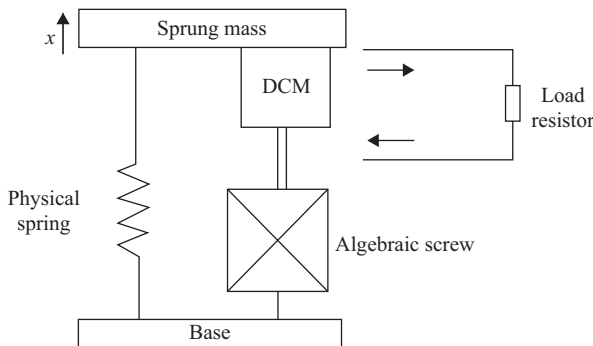 x
Sprung mass
DCM
Load
resistor
Physical
spring
Algebraic screw
Base